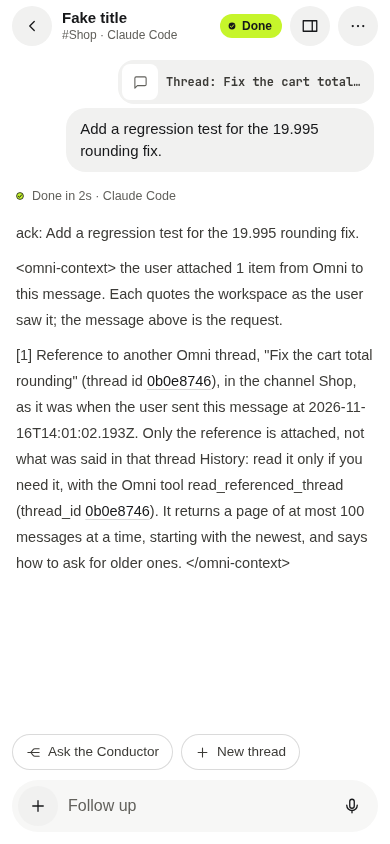 Fake title
#Shop · Claude Code
Done
Thread: Fix the cart total…
Add a regression test for the 19.995
rounding fix.
Done in 2s · Claude Code
ack: Add a regression test for the 19.995 rounding fix.
<omni-context> the user attached 1 item from Omni to
this message. Each quotes the workspace as the user
saw it; the message above is the request.
[1] Reference to another Omni thread, "Fix the cart total
rounding" (thread id 0b0e8746), in the channel Shop,
as it was when the user sent this message at 2026-11-
16T14:01:02.193Z. Only the reference is attached, not
what was said in that thread History: read it only if you
need it, with the Omni tool read_referenced_thread
(thread_id 0b0e8746). It returns a page of at most 100
messages at a time, starting with the newest, and says
how to ask for older ones. </omni-context>
Ask the Conductor
New thread
Follow up